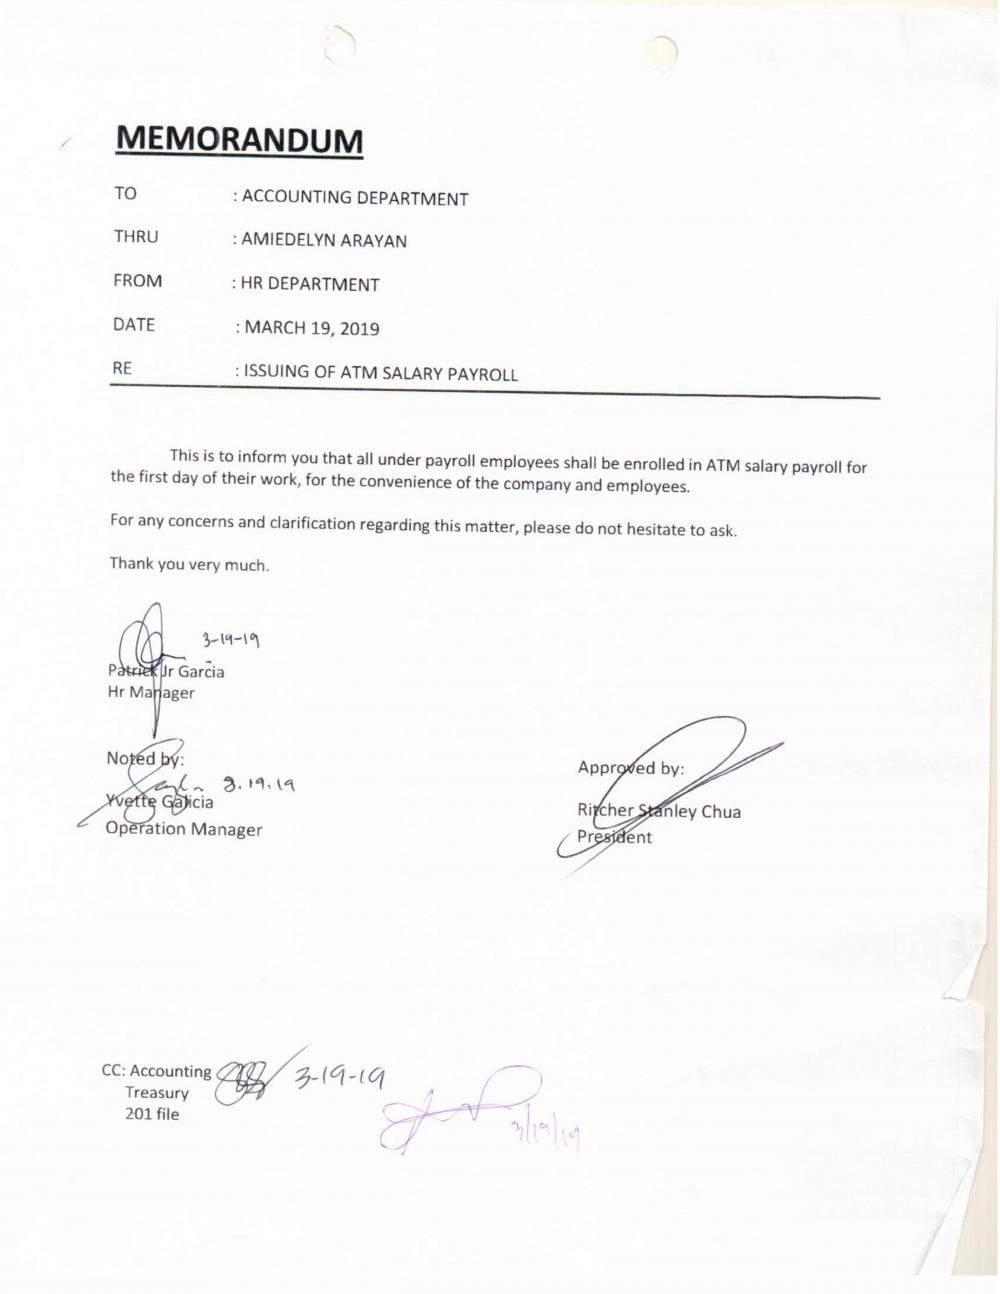 MEMORANDUM
TO : ACCOUNTING DEPARTMENT
THRU : AMIEDELYN ARAYAN
FROM : HR DEPARTMENT
DATE : MARCH 19, 2019
RE : ISSUING OF ATM SALARY PAYROLL
This is to inform you that all under payroll employees shall be enrolled in ATM salary payroll for
the first day of their work, for the convenience of the company and employees.
For any concerns and clarification regarding this matter, please do not hesitate to ask.
Thank you very much.
3-19-19
Patrick Jr Garcia
Hr Manager
Noted by:
3.19.19
Yvette Galicia
Operation Manager
Approved by:
Ritcher Stanley Chua
President
CC: Accounting 3-19-19
Treasury
201 file
3/19/19